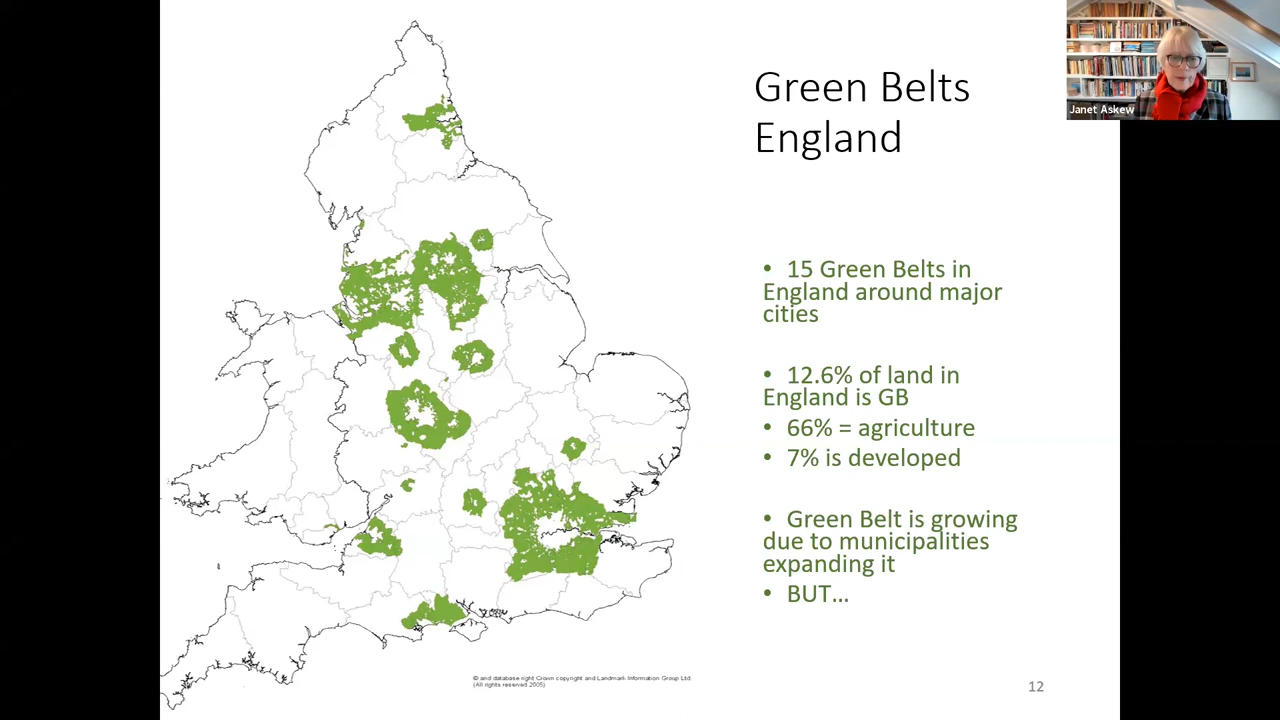 Janet Askew
Green Belts
England
• 15 Green Belts in
England around major
cities
• 12.6% of land in
England is GB
• 66% = agriculture
• 7% is developed
• Green Belt is growing
due to municipalities
expanding it
• BUT...
© and database right Crown copyright and Landmark Information Group Ltd
(All rights reserved 2005)
12